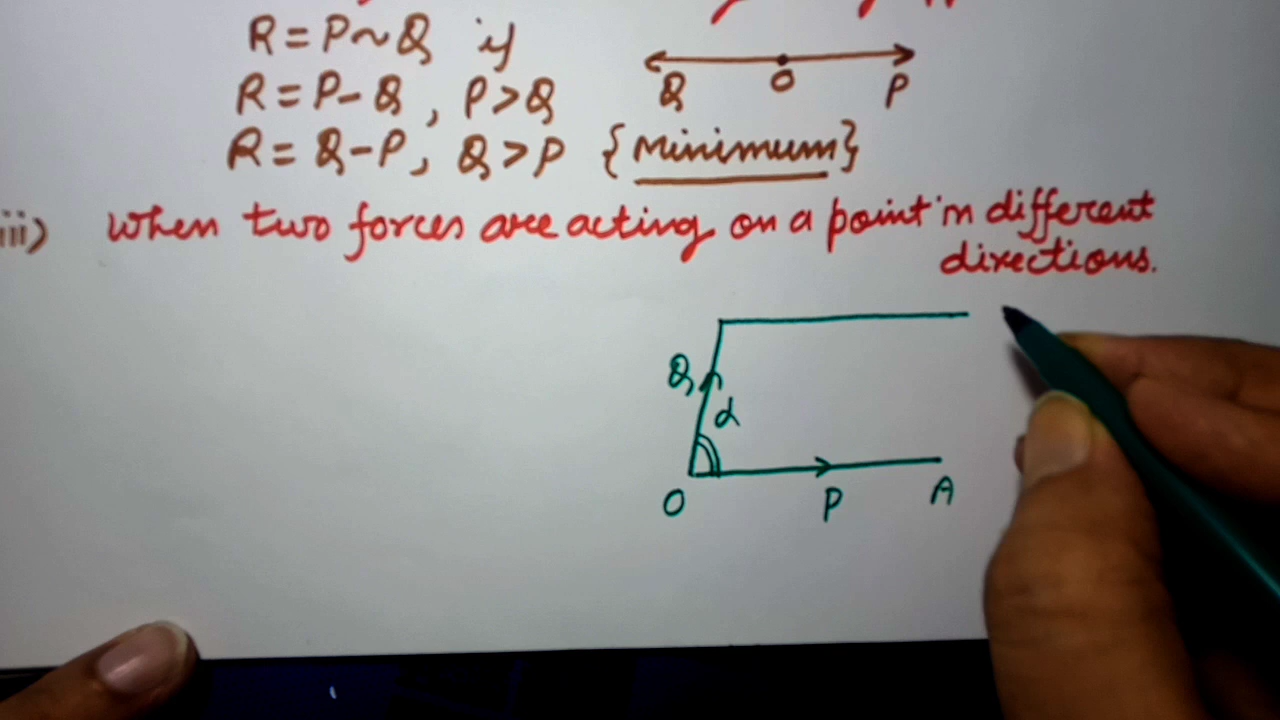 R = P ~ Q if
R = P - Q , P > Q
Q O P
R = Q - P , Q > P {Minimum}
iii) When two forces are acting on a point in different
directions.
Q
α
O P A